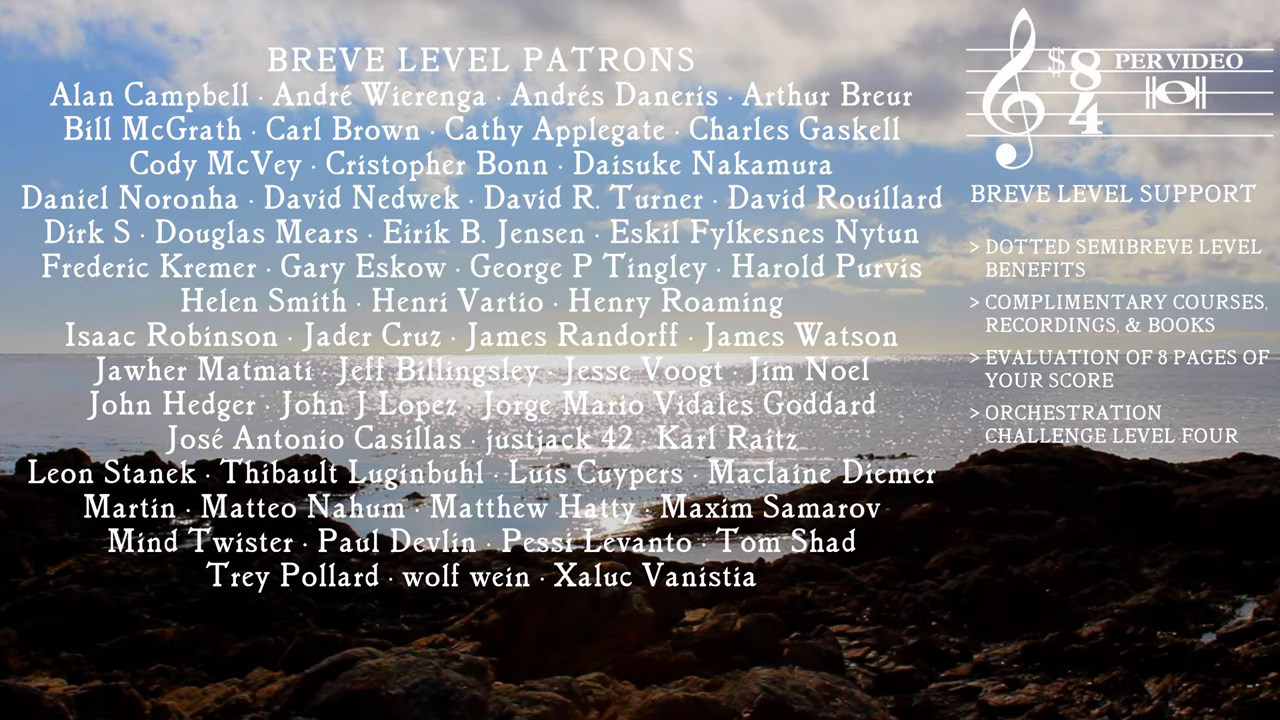 BREVE LEVEL PATRONS
Alan Campbell · André Wierenga · Andrés Daneris · Arthur Breur
Bill McGrath · Carl Brown · Cathy Applegate · Charles Gaskell
Cody McVey · Cristopher Bonn · Daisuke Nakamura
Daniel Noronha · David Nedwek · David R. Turner · David Rouillard
Dirk S · Douglas Mears · Eirik B. Jensen · Eskil Fylkesnes Nytun
Frederic Kremer · Gary Eskow · George P Tingley · Harold Purvis
Helen Smith · Henri Vartio · Henry Roaming
Isaac Robinson · Jader Cruz · James Randorff · James Watson
Jawher Matmati · Jeff Billingsley · Jesse Voogt · Jim Noel
John Hedger · John J Lopez · Jorge Mario Vidales Goddard
José Antonio Casillas · justjack 42 · Karl Raitz
Leon Stanek · Thibault Luginbuhl · Luis Cuypers · Maclaine Diemer
Martin · Matteo Nahum · Matthew Hatty · Maxim Samarov
Mind Twister · Paul Devlin · Pessi Levanto · Tom Shad
Trey Pollard · wolf wein · Xaluc Vanistia
$ 8 PER VIDEO
4
BREVE LEVEL SUPPORT
> DOTTED SEMIBREVE LEVEL
BENEFITS
> COMPLIMENTARY COURSES,
RECORDINGS, & BOOKS
> EVALUATION OF 8 PAGES OF
YOUR SCORE
> ORCHESTRATION
CHALLENGE LEVEL FOUR